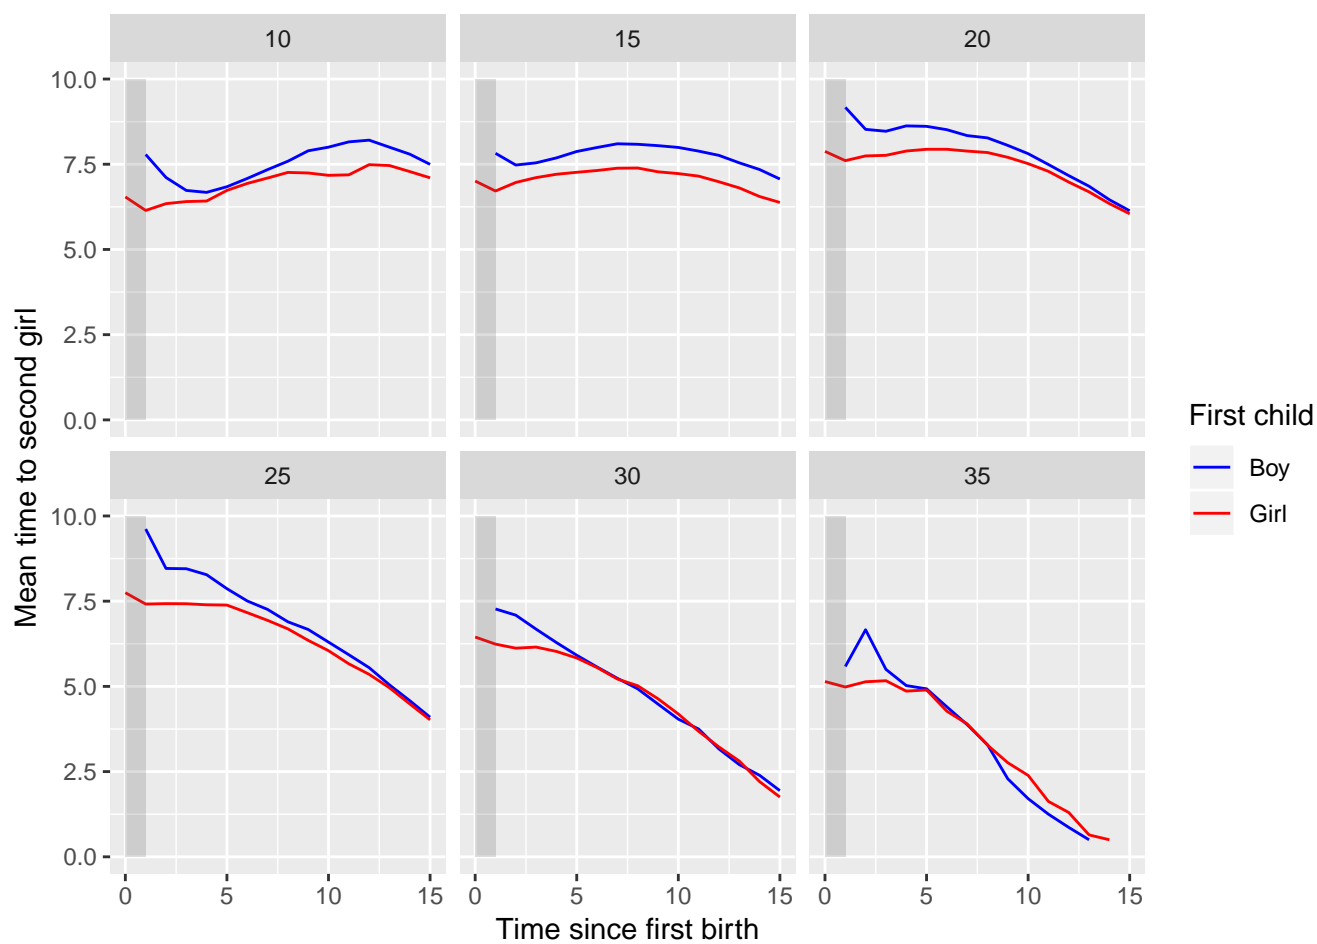 10 15 20
10.0
7.5
5.0
2.5
0.0
25 30 35
10.0
7.5
5.0
2.5
0.0
0 5 10 15 0 5 10 15 0 5 10 15
Time since first birth
Mean time to second girl
First child
Boy
Girl